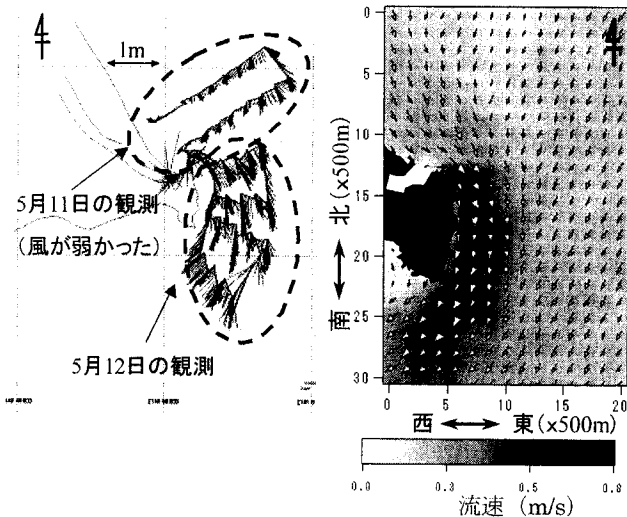 1m
5月11日の観測
(風が弱かった)
5月12日の観測
0
5
10
15
20
25
30
南 ⟷ 北 (×500m)
0 5 10 15 20
西 ⟷ 東 (×500m)
0.0 0.3 0.5 0.8
流速 (m/s)